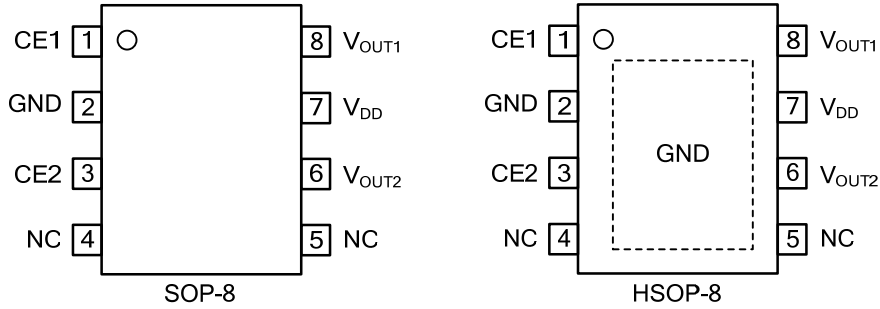 CE1 1 8 VOUT1
GND 2 7 VDD
CE2 3 6 VOUT2
NC 4 5 NC
SOP-8
CE1 1 8 VOUT1
GND 2 7 VDD
GND
CE2 3 6 VOUT2
NC 4 5 NC
HSOP-8